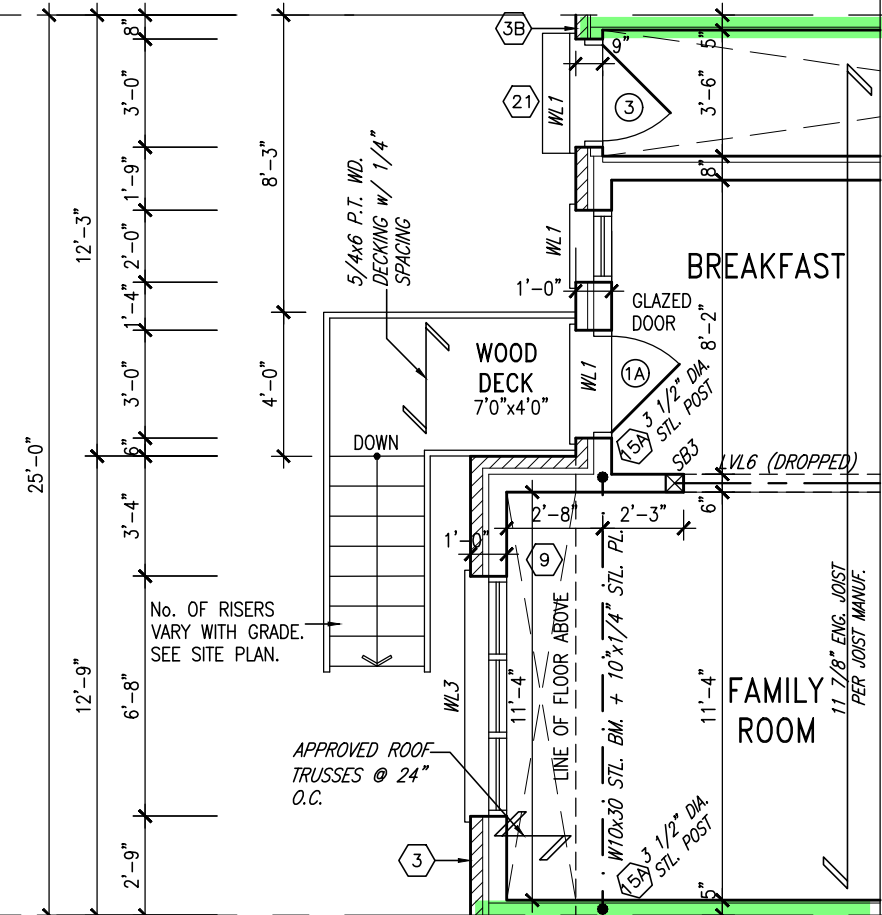 8"
3'-0"
1'-9"
2'-0"
1'-4"
3'-0"
6"
3'-4"
6'-8"
2'-9"
12'-3"
12'-9"
25'-0"
8'-3"
4'-0"
5/4x6 P.T. WD.
DECKING w/ 1/4"
SPACING
3B
21
WL1
9"
3
5"
3'-6"
8"
WL1
1'-0"
BREAKFAST
GLAZED
DOOR
8'-2"
WOOD
DECK
7'0"x4'0"
WL1
1A
3 1/2" DIA.
STL. POST
15A
DOWN
SB3
LVL6 (DROPPED)
6"
2'-8"
2'-3"
1'-0"
9
No. OF RISERS
VARY WITH GRADE.
SEE SITE PLAN.
WL3
11'-4"
LINE OF FLOOR ABOVE
W10x30 STL. BM. + 10"x1/4" STL. PL.
11'-4"
FAMILY
ROOM
11 7/8" ENG. JOIST
PER JOIST MANUF.
APPROVED ROOF
TRUSSES @ 24"
O.C.
3
3 1/2" DIA.
STL. POST
15A
5"